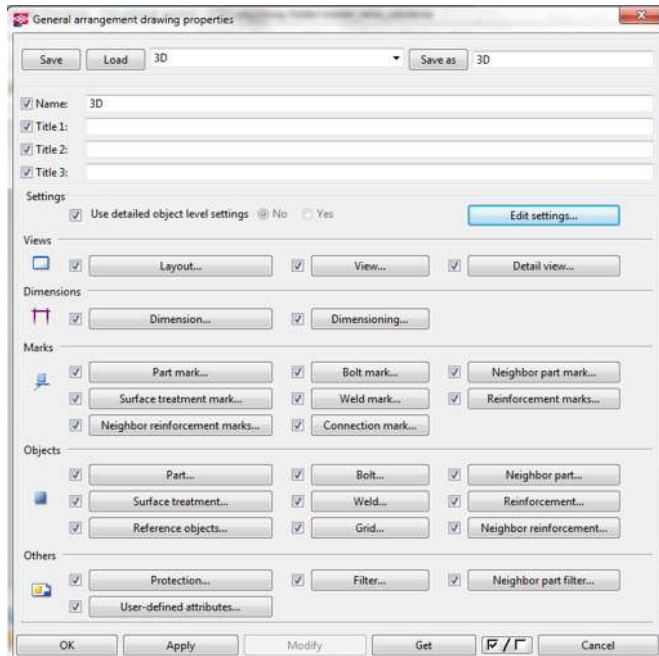 General arrangement drawing properties
Save Load 3D Save as 3D
Name: 3D
Title 1:
Title 2:
Title 3:
Settings
Use detailed object level settings No Yes Edit settings...
Views
Layout... View... Detail view...
Dimensions
Dimension... Dimensioning...
Marks
Part mark... Bolt mark... Neighbor part mark...
Surface treatment mark... Weld mark... Reinforcement marks...
Neighbor reinforcement marks... Connection mark...
Objects
Part... Bolt... Neighbor part...
Surface treatment... Weld... Reinforcement...
Reference objects... Grid... Neighbor reinforcement...
Others
Protection... Filter... Neighbor part filter...
User-defined attributes...
OK Apply Modify Get / Cancel